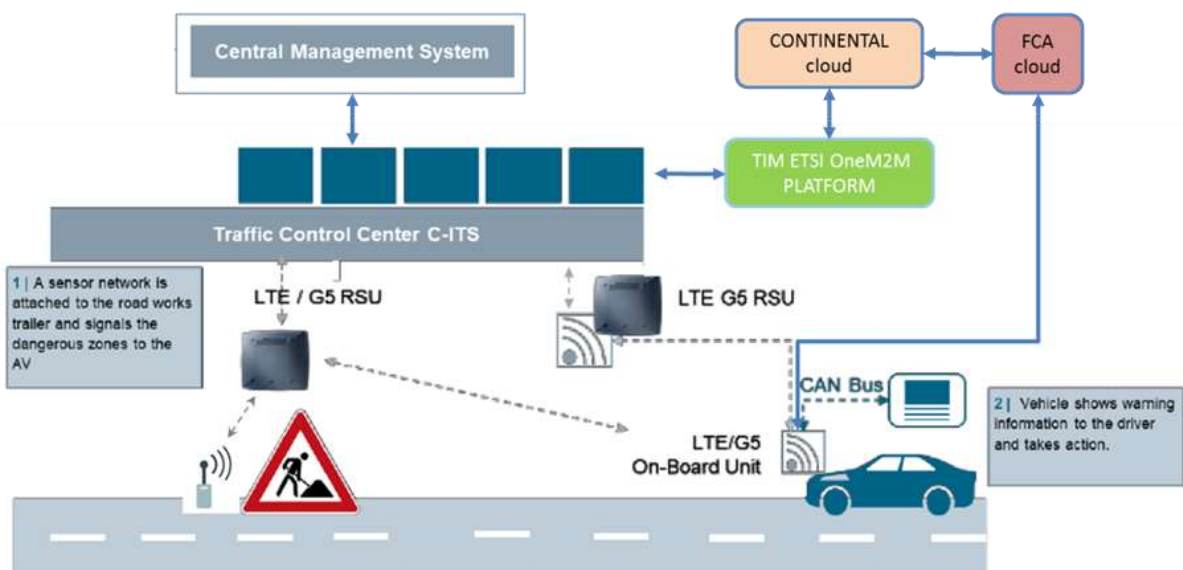 Central Management System
CONTINENTAL
cloud
FCA
cloud
TIM ETSI OneM2M
PLATFORM
Traffic Control Center C-ITS
1 | A sensor network is
attached to the road works
trailer and signals the
dangerous zones to the
AV
LTE / G5 RSU
LTE G5 RSU
CAN Bus
2 | Vehicle shows warning
information to the driver
and takes action.
LTE/G5
On-Board Unit